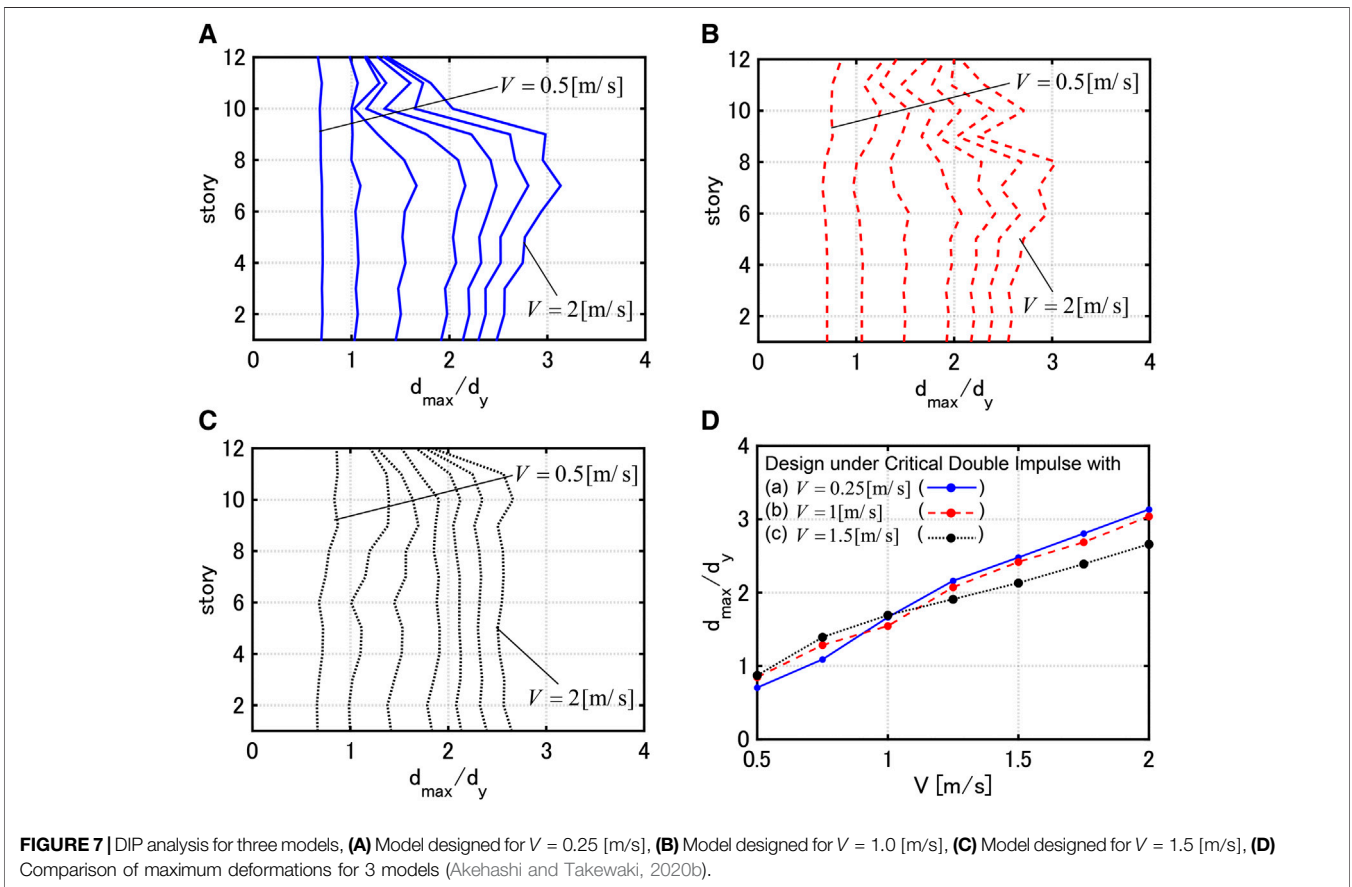 A
12
10
8
6
4
2
story
0
1
2
3
4
d_max/d_y
V = 0.5[m/s]
V = 2[m/s]
B
12
10
8
6
4
2
story
0
1
2
3
4
d_max/d_y
V = 0.5[m/s]
V = 2[m/s]
C
12
10
8
6
4
2
story
0
1
2
3
4
d_max/d_y
V = 0.5[m/s]
V = 2[m/s]
D
4
3
2
1
0
d_max/d_y
Design under Critical Double Impulse with
(a) V = 0.25[m/s] ( )
(b) V = 1[m/s] ( )
(c) V = 1.5[m/s] ( )
0.5
1
1.5
2
V [m/s]
FIGURE 7 | DIP analysis for three models, (A) Model designed for V = 0.25 [m/s], (B) Model designed for V = 1.0 [m/s], (C) Model designed for V = 1.5 [m/s], (D)
Comparison of maximum deformations for 3 models (Akehashi and Takewaki, 2020b).